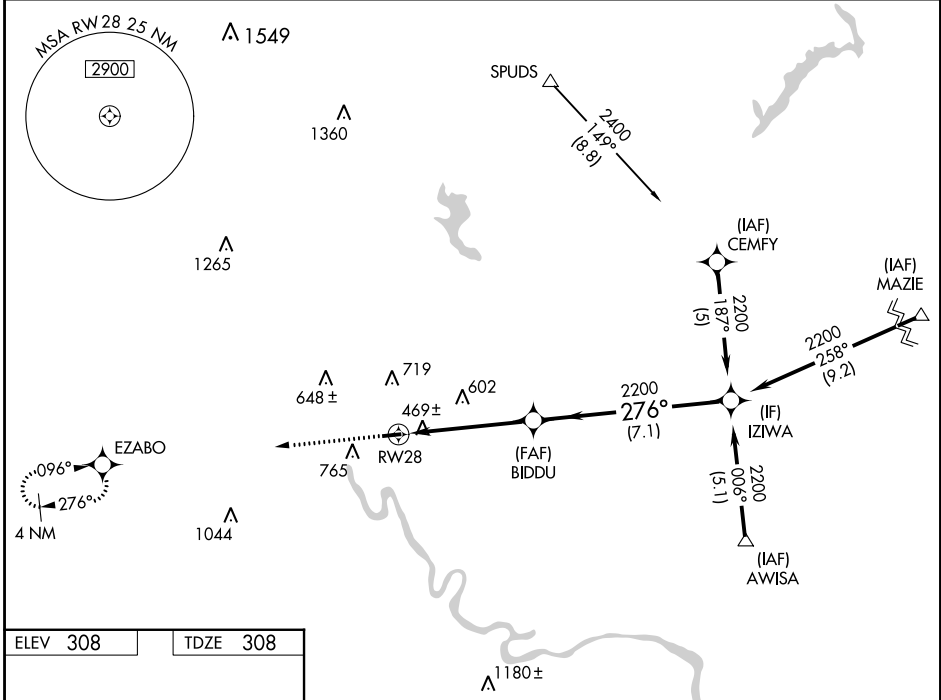 MSA RW 28 25 NM
2900
1549
1360
1265
SPUDS
2400
149°
(8.8)
(IAF)
CEMFY
2200
187°
(5)
(IAF)
MAZIE
2200
258°
(9.2)
648 ±
719
602
469±
765
RW28
2200
276°
(7.1)
(FAF)
BIDDU
(IF)
IZIWA
EZABO
096°
276°
4 NM
1044
2200
006°
(5.1)
(IAF)
AWISA
1180±
ELEV 308
TDZE 308